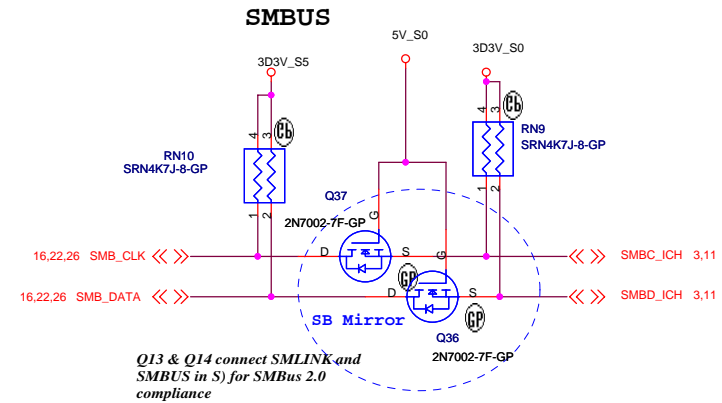 SMBUS
5V_S0
3D3V_S5
3D3V_S0
4
3
4
3
RN9
SRN4K7J-8-GP
RN10
SRN4K7J-8-GP
Q37
2N7002-7F-GP
G
1
2
1
2
16,22,26 SMB_CLK
D
S
G
SMBC_ICH 3,11
GP
16,22,26 SMB_DATA
D
S
SMBD_ICH 3,11
GP
SB Mirror
Q36
2N7002-7F-GP
Q13 & Q14 connect SMLINK and
SMBUS in S) for SMBus 2.0
compliance